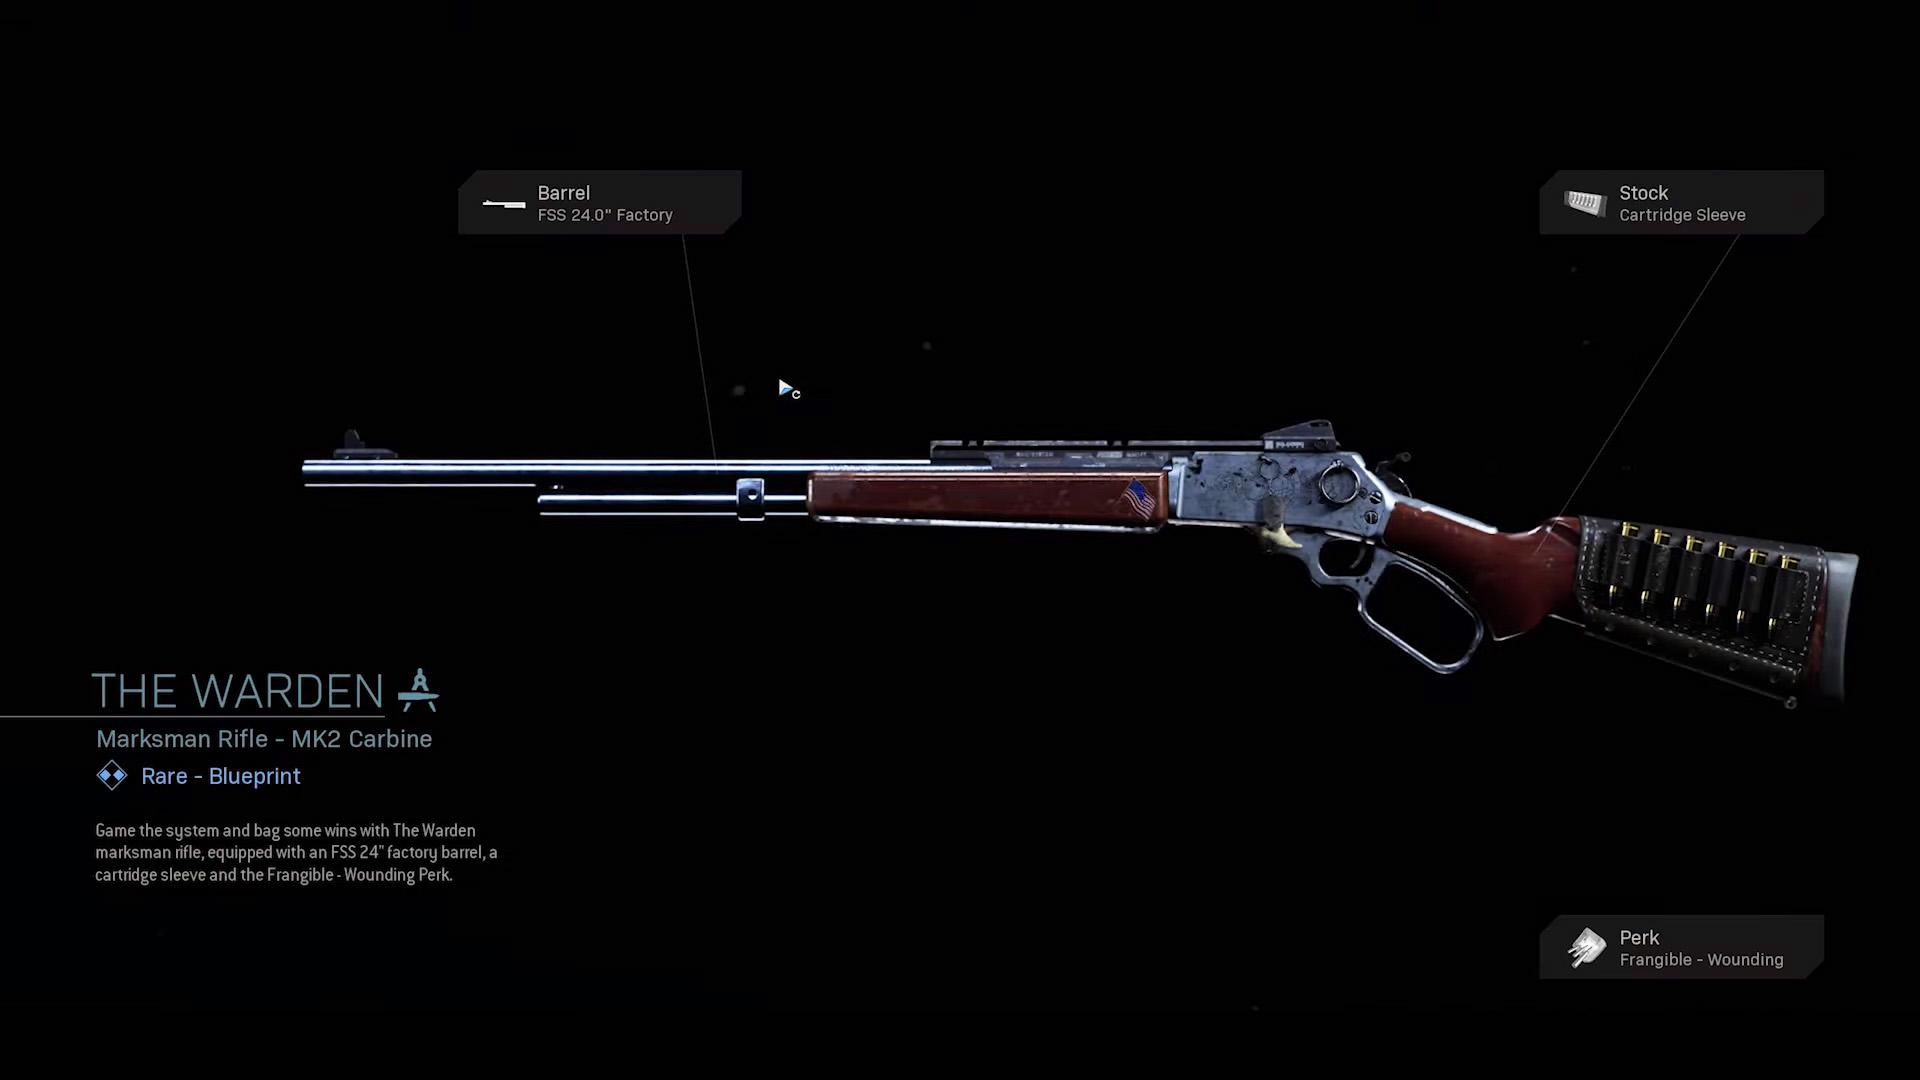 Barrel
FSS 24.0" Factory
Stock
Cartridge Sleeve
THE WARDEN
Marksman Rifle - MK2 Carbine
Rare - Blueprint
Game the system and bag some wins with The Warden
marksman rifle, equipped with an FSS 24" factory barrel, a
cartridge sleeve and the Frangible - Wounding Perk.
Perk
Frangible - Wounding